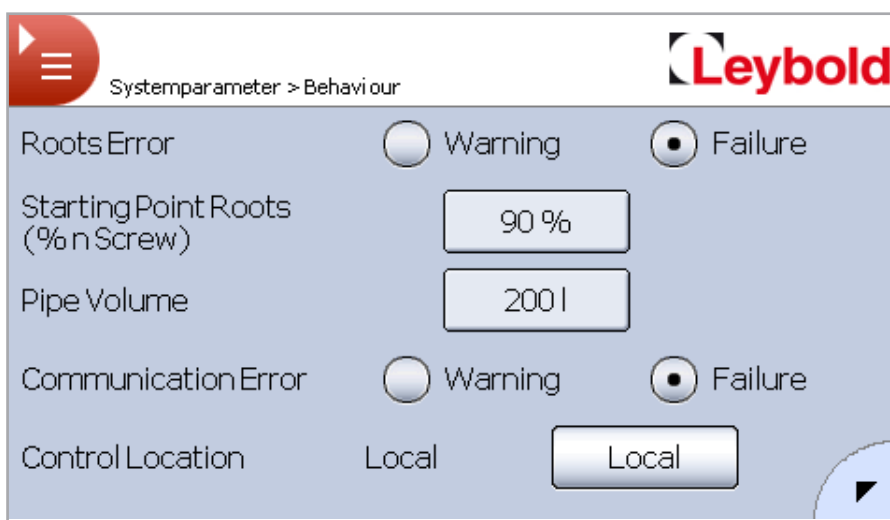 Leybold
Systemparameter > Behaviour
Roots Error Warning Failure
Starting Point Roots
(% n Screw)
90 %
Pipe Volume 200 l
Communication Error Warning Failure
Control Location Local Local